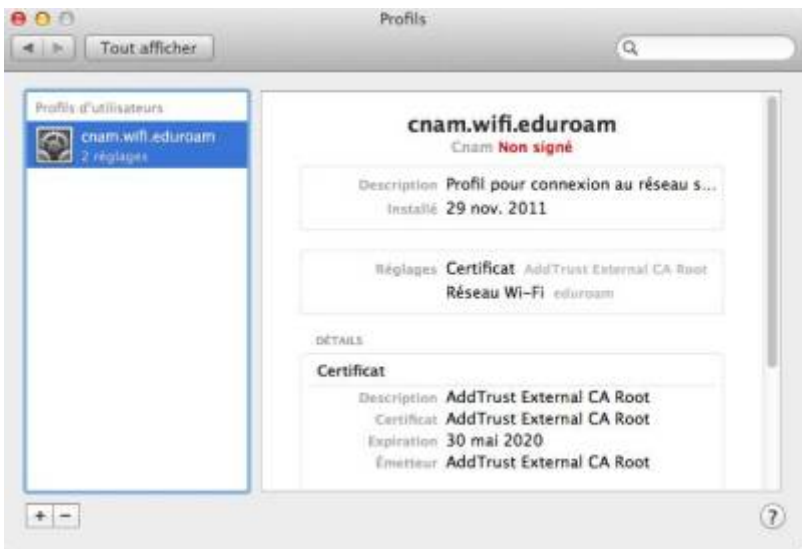 Profils
Tout afficher
Profils d'utilisateurs
cnam.wifi.eduroam
2 réglages
cnam.wifi.eduroam
Cnam Non signé
Description Profil pour connexion au réseau s...
Installé 29 nov. 2011
Réglages Certificat AddTrust External CA Root
Réseau Wi-Fi eduroam
DÉTAILS
Certificat
Description AddTrust External CA Root
Certificat AddTrust External CA Root
Expiration 30 mai 2020
Émetteur AddTrust External CA Root
+ - ?